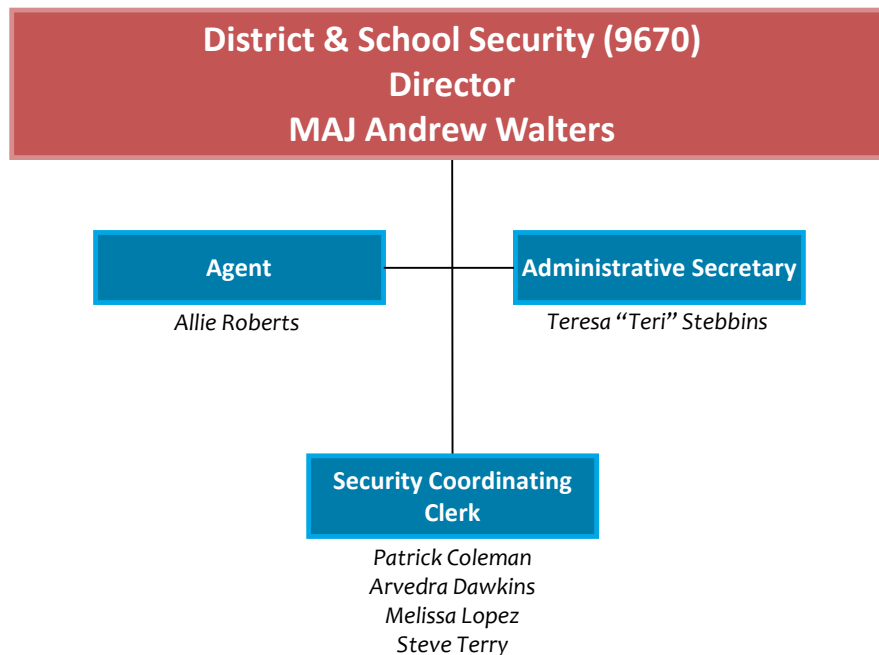 District & School Security (9670)
Director
MAJ Andrew Walters
Agent
Administrative Secretary
Allie Roberts
Teresa “Teri” Stebbins
Security Coordinating
Clerk
Patrick Coleman
Arvedra Dawkins
Melissa Lopez
Steve Terry